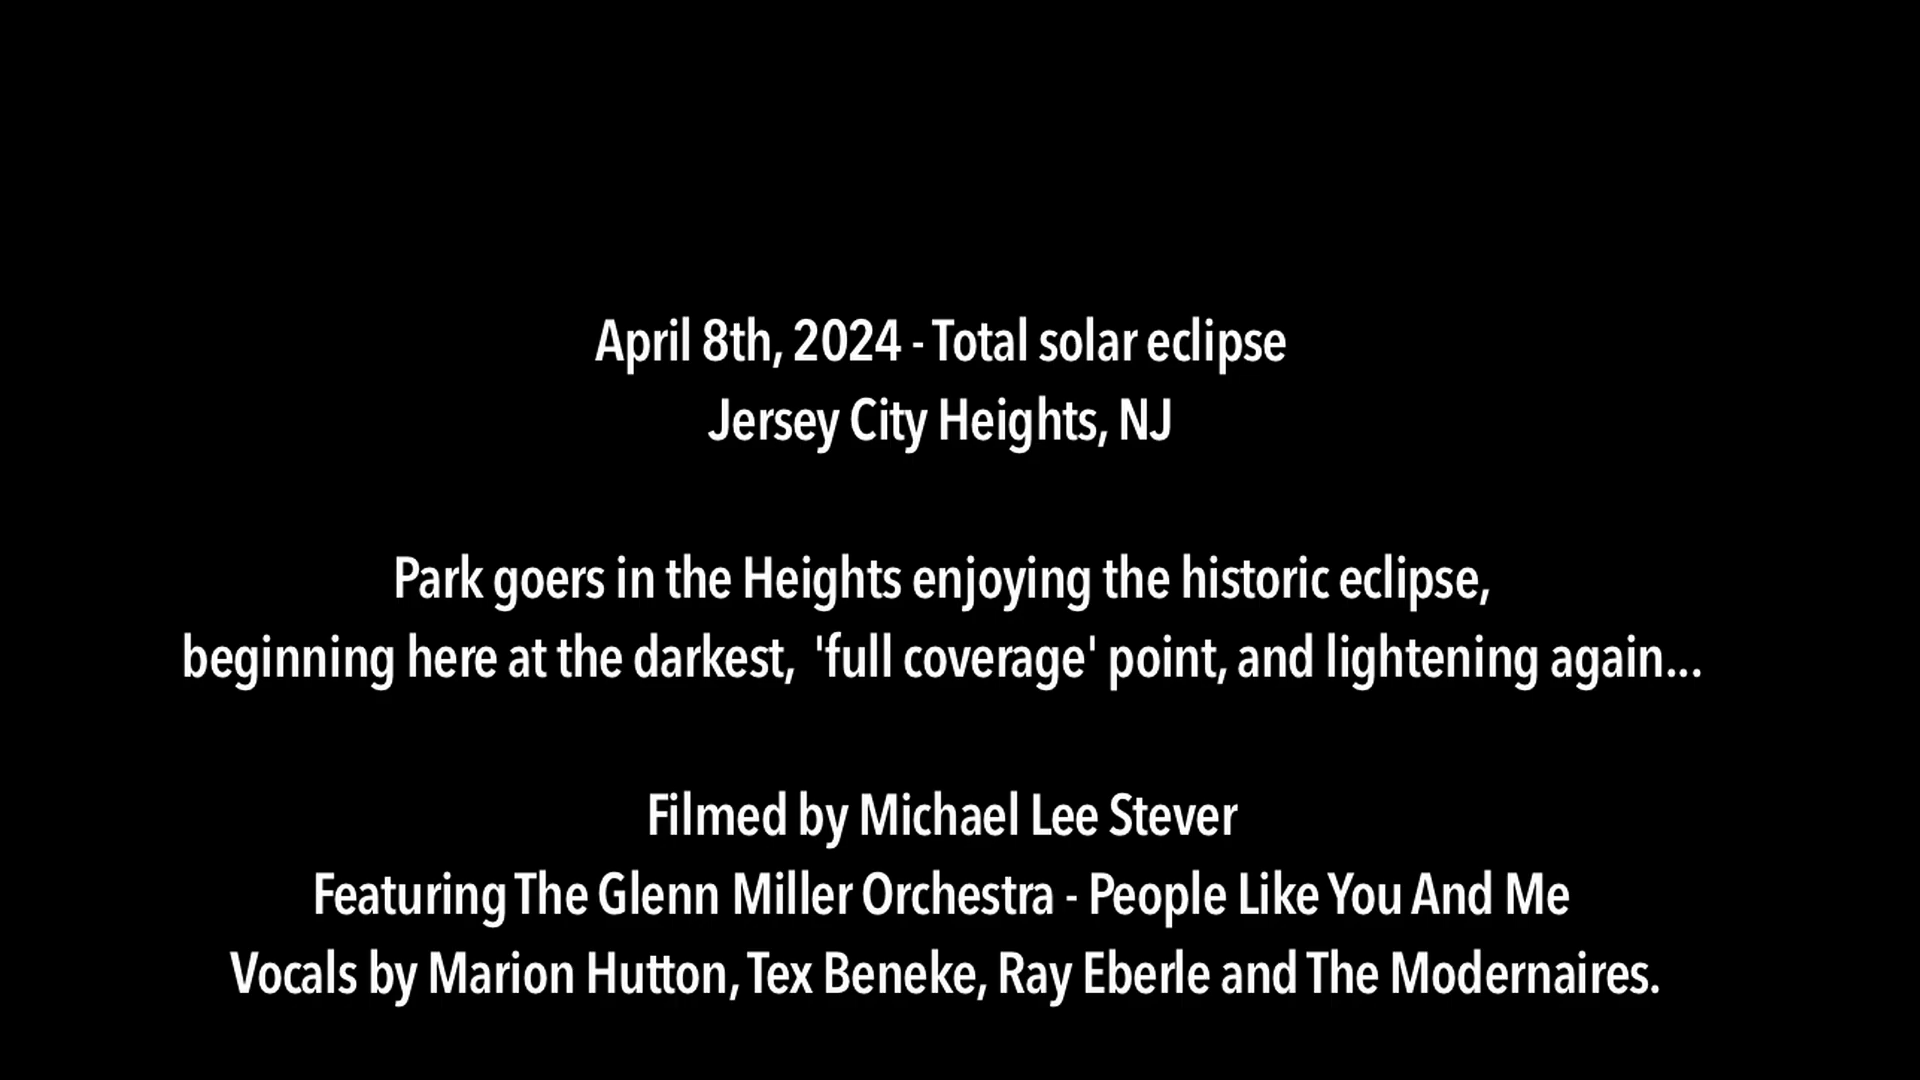 April 8th, 2024 - Total solar eclipse
Jersey City Heights, NJ
Park goers in the Heights enjoying the historic eclipse,
beginning here at the darkest,  'full coverage' point, and lightening again...
Filmed by Michael Lee Stever
Featuring The Glenn Miller Orchestra - People Like You And Me
Vocals by Marion Hutton, Tex Beneke, Ray Eberle and The Modernaires.